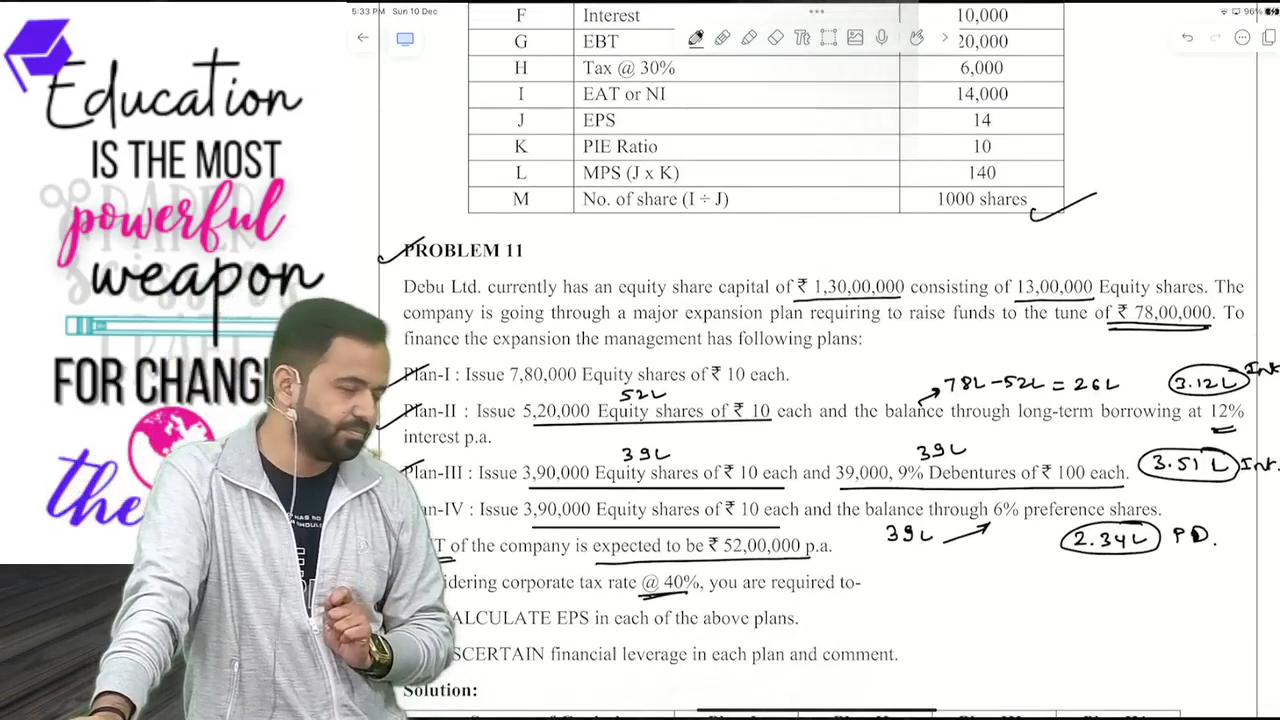 5:33 PM Sun 10 Dec
96%
Education
IS THE MOST
powerful
weapon
FOR CHANG
the
F Interest 10,000
G EBT 20,000
H Tax @ 30% 6,000
I EAT or NI 14,000
J EPS 14
K PIE Ratio 10
L MPS (J x K) 140
M No. of share (I ÷ J) 1000 shares
PROBLEM 11
Debu Ltd. currently has an equity share capital of ₹ 1,30,00,000 consisting of 13,00,000 Equity shares. The
company is going through a major expansion plan requiring to raise funds to the tune of ₹ 78,00,000. To
finance the expansion the management has following plans:
Plan-I : Issue 7,80,000 Equity shares of ₹ 10 each.
52L 78L-52L = 26L 3.12L Int.
Plan-II : Issue 5,20,000 Equity shares of ₹ 10 each and the balance through long-term borrowing at 12%
interest p.a.
39L 39L
Plan-III : Issue 3,90,000 Equity shares of ₹ 10 each and 39,000, 9% Debentures of ₹ 100 each. 3.51 L Int.
an-IV : Issue 3,90,000 Equity shares of ₹ 10 each and the balance through 6% preference shares.
39L 2.34L P.D.
T of the company is expected to be ₹ 52,00,000 p.a.
idering corporate tax rate @ 40%, you are required to-
ALCULATE EPS in each of the above plans.
SCERTAIN financial leverage in each plan and comment.
Solution: